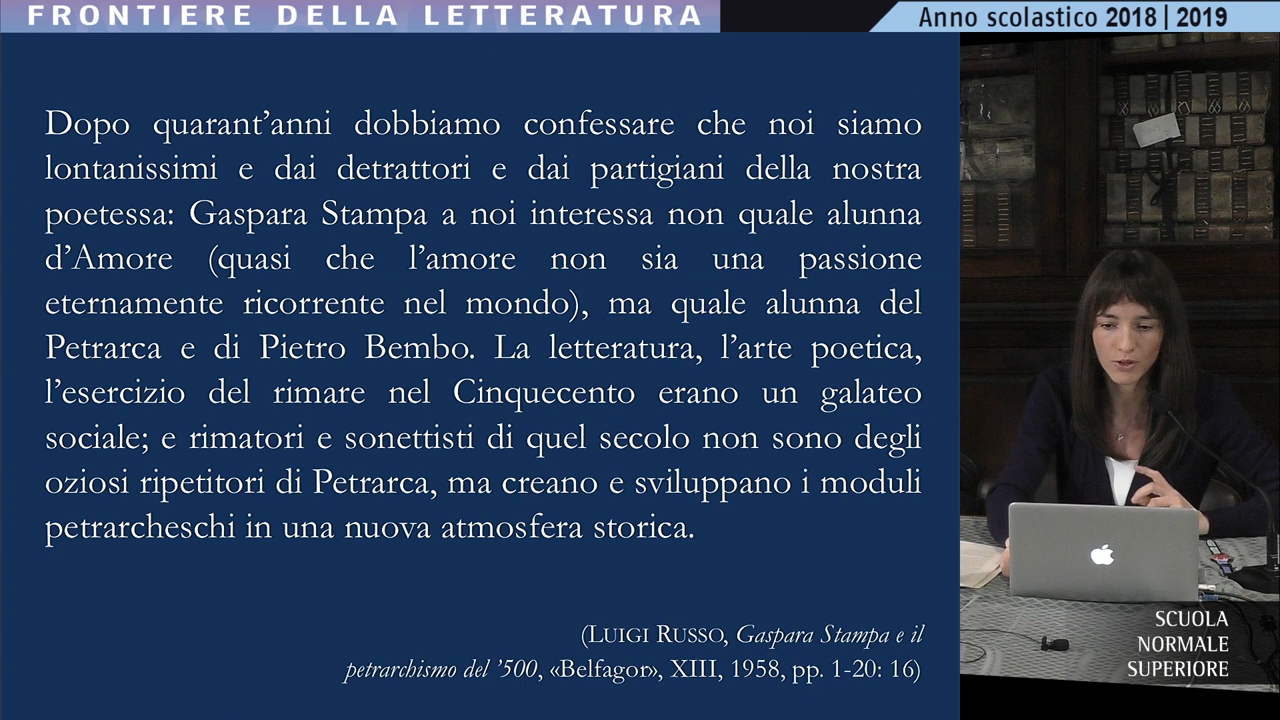 FRONTIERE DELLA LETTERATURA
Anno scolastico 2018 | 2019
Dopo quarant’anni dobbiamo confessare che noi siamo
lontanissimi e dai detrattori e dai partigiani della nostra
poetessa: Gaspara Stampa a noi interessa non quale alunna
d’Amore (quasi che l’amore non sia una passione
eternamente ricorrente nel mondo), ma quale alunna del
Petrarca e di Pietro Bembo. La letteratura, l’arte poetica,
l’esercizio del rimare nel Cinquecento erano un galateo
sociale; e rimatori e sonettisti di quel secolo non sono degli
oziosi ripetitori di Petrarca, ma creano e sviluppano i moduli
petrarcheschi in una nuova atmosfera storica.
(LUIGI RUSSO, Gaspara Stampa e il
petrarchismo del ’500, «Belfagor», XIII, 1958, pp. 1-20: 16)
SCUOLA
NORMALE
SUPERIORE